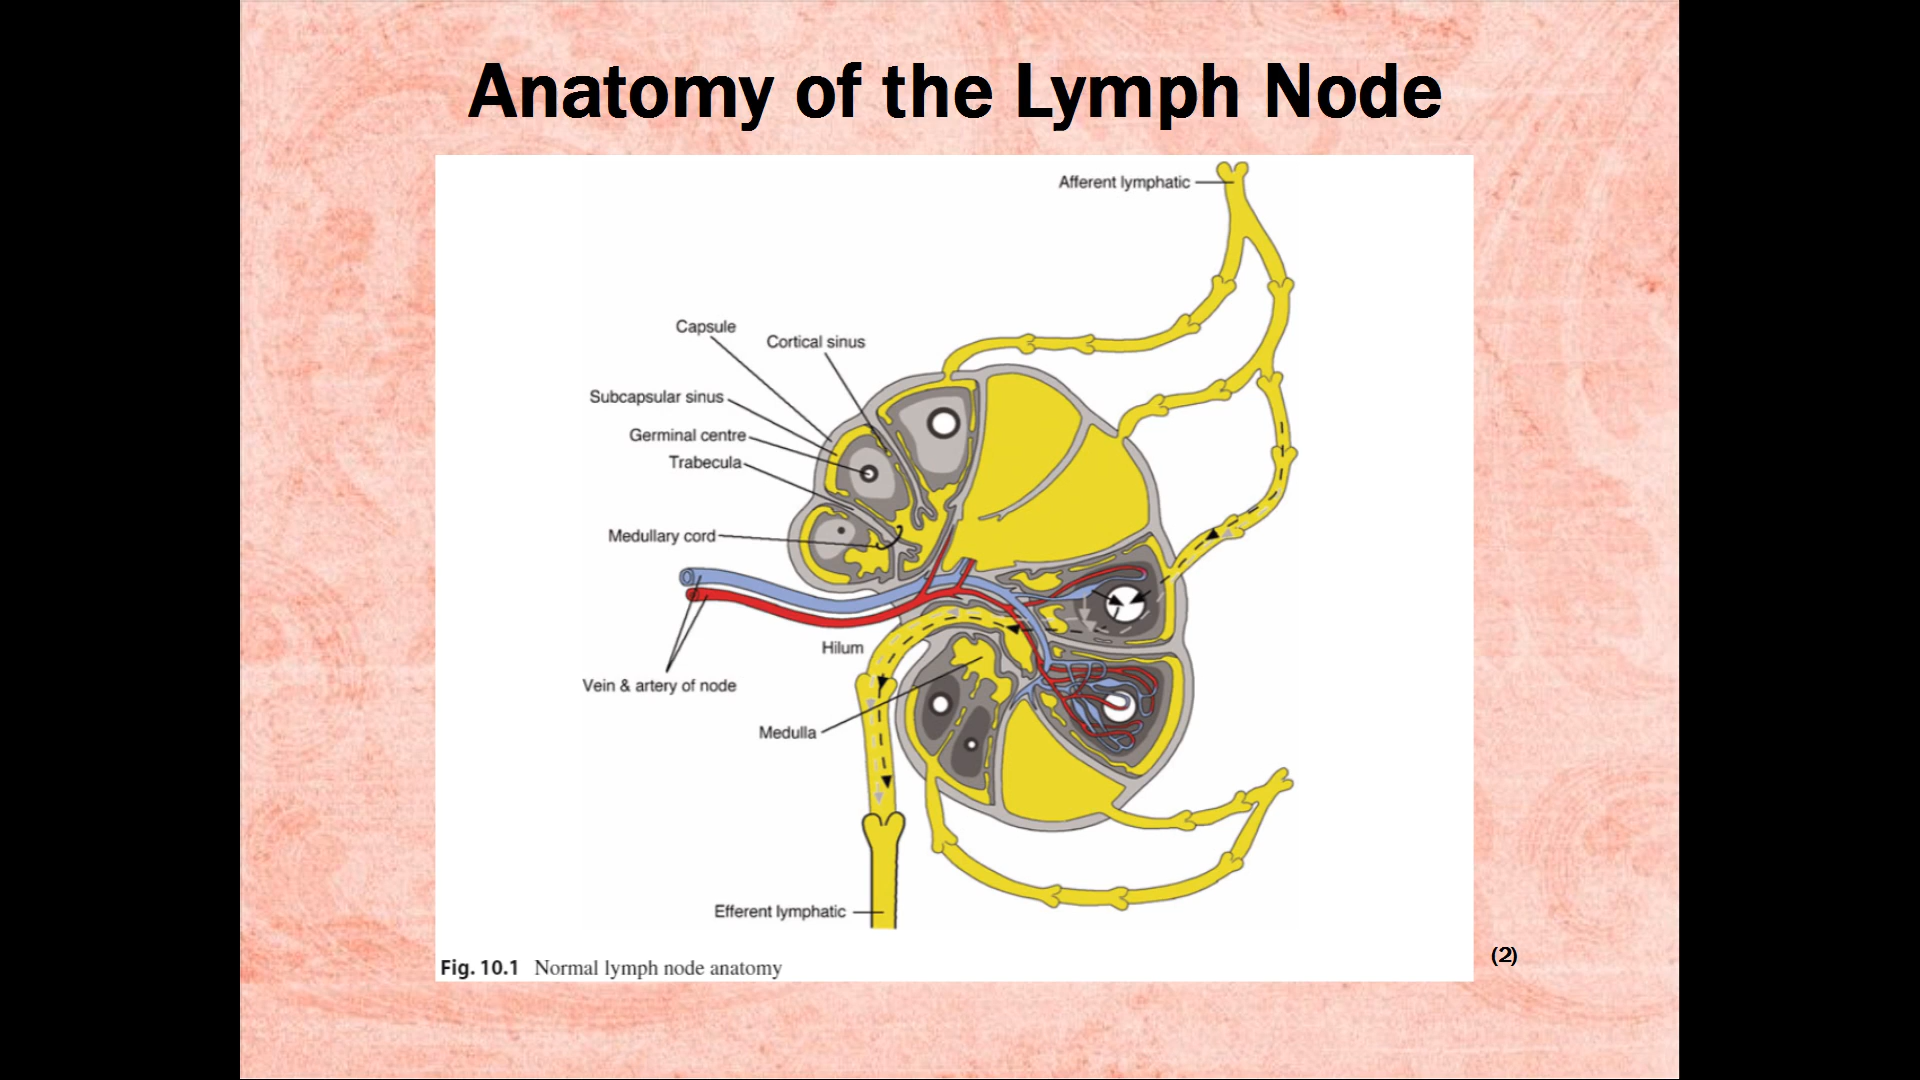 Anatomy of the Lymph Node
Afferent lymphatic
Capsule
Cortical sinus
Subcapsular sinus
Germinal centre
Trabecula
Medullary cord
Hilum
Vein & artery of node
Medulla
Efferent lymphatic
(2)
Fig. 10.1 Normal lymph node anatomy